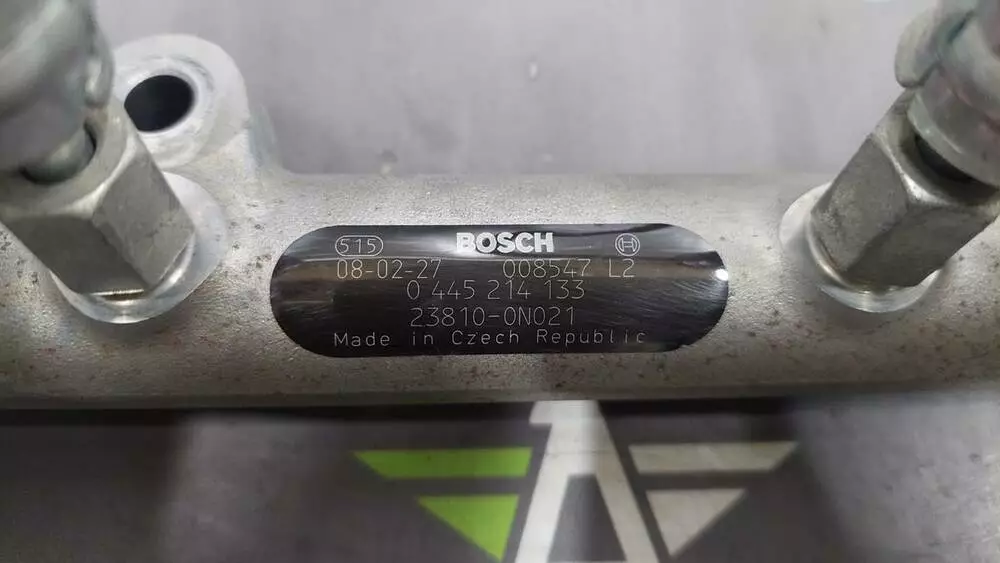 515 BOSCH
08-02-27 008547 L2
0 445 214 133
23810-0N021
Made in Czech Republic